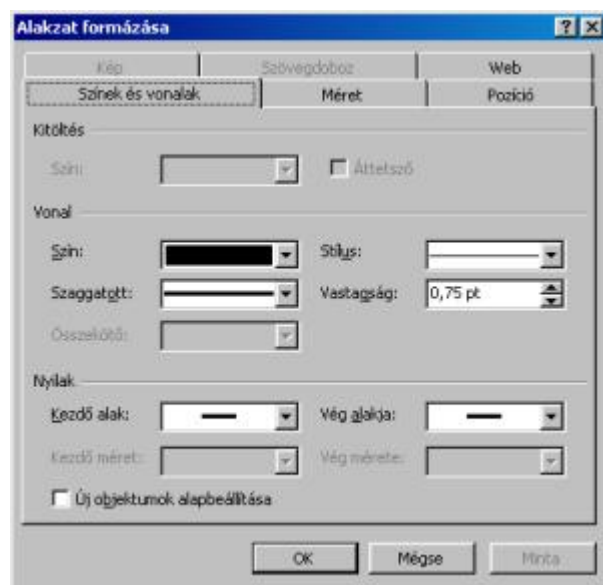 Alakzat formázása
Kép Szövegdoboz Web
Színek és vonalak Méret Pozíció
Kitöltés
Szín: Áttetsző
Vonal
Szín: Stílus:
Szaggatott: Vastagság: 0,75 pt
Összekötő:
Nyilak
Kezdő alak: Vég alakja:
Kezdő méret: Vég mérete:
Új objektumok alapbeállítása
OK Mégse Minta